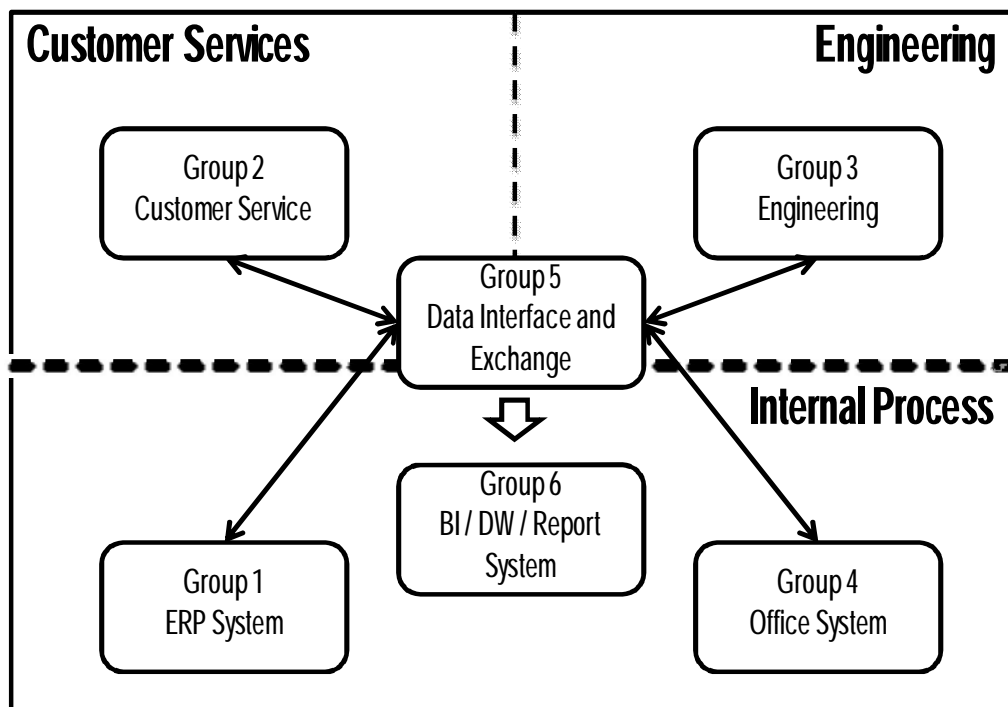 Customer Services
Engineering
Group 2
Customer Service
Group 3
Engineering
Group 5
Data Interface and
Exchange
Internal Process
Group 6
BI / DW / Report
System
Group 1
ERP System
Group 4
Office System